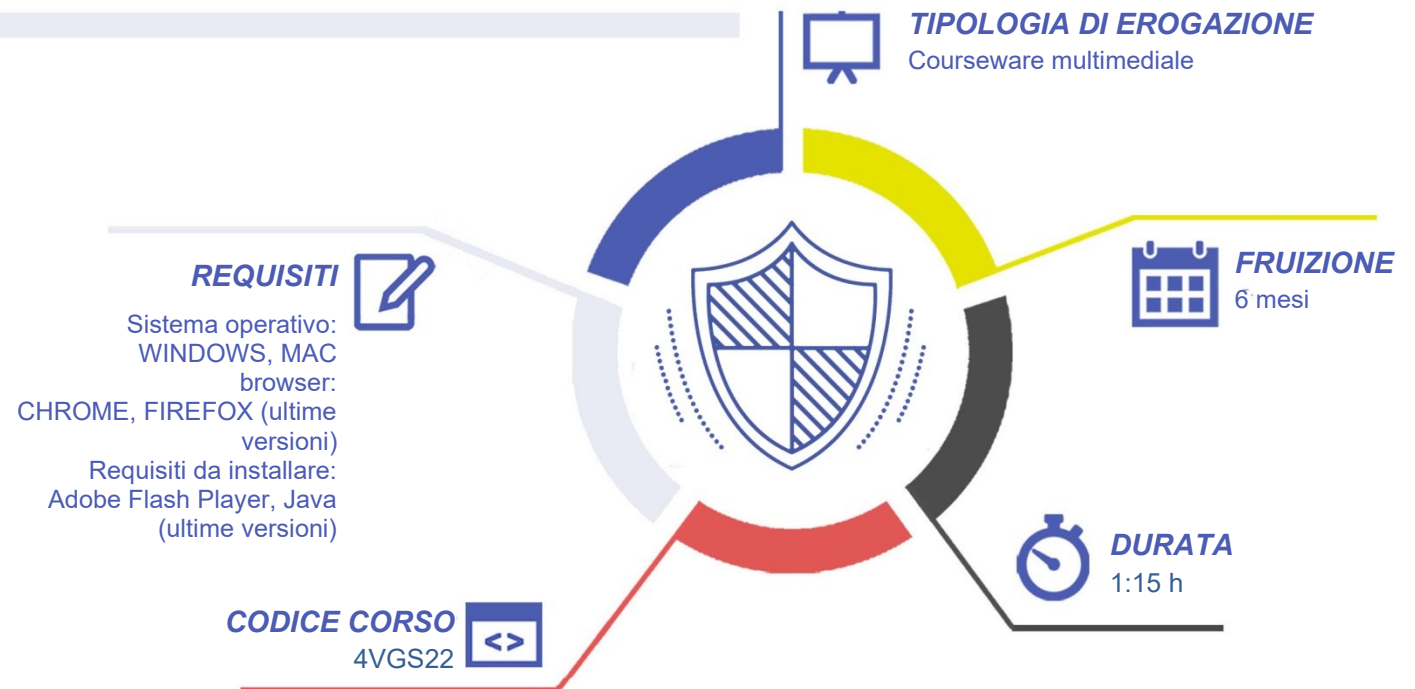 TIPOLOGIA DI EROGAZIONE
Courseware multimediale
REQUISITI
Sistema operativo:
WINDOWS, MAC
browser:
CHROME, FIREFOX (ultime
versioni)
Requisiti da installare:
Adobe Flash Player, Java
(ultime versioni)
FRUIZIONE
6 mesi
DURATA
1:15 h
CODICE CORSO
4VGS22
<>